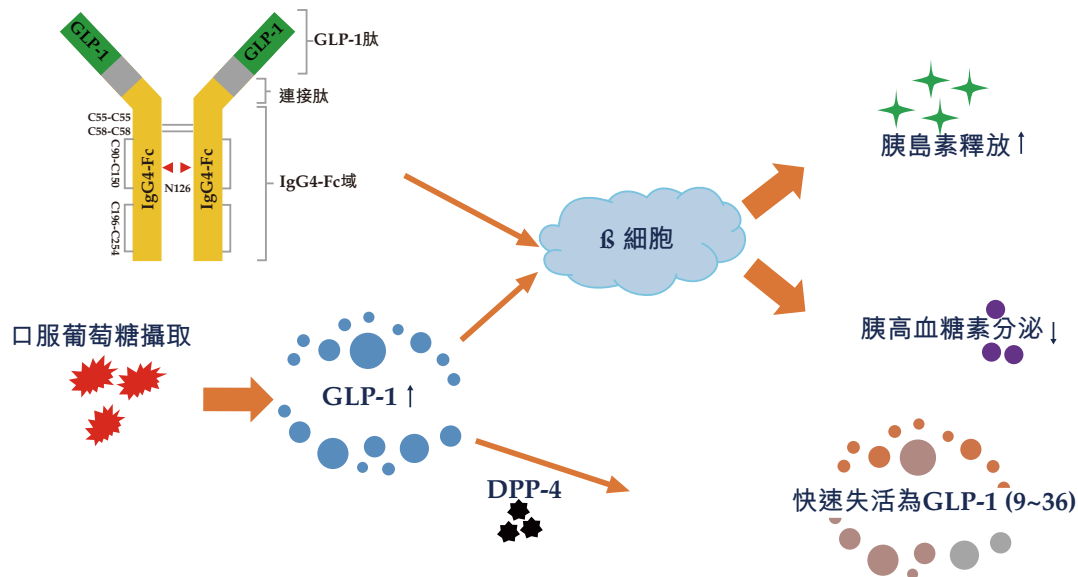 GLP-1
GLP-1
GLP-1肽
連接肽
C55-C55
C58-C58
C90-C150
IgG4-Fc
IgG4-Fc
N126
IgG4-Fc域
C196-C254
胰島素釋放↑
ß 細胞
口服葡萄糖攝取
胰高血糖素分泌↓
GLP-1↑
DPP-4
快速失活為GLP-1 (9~36)